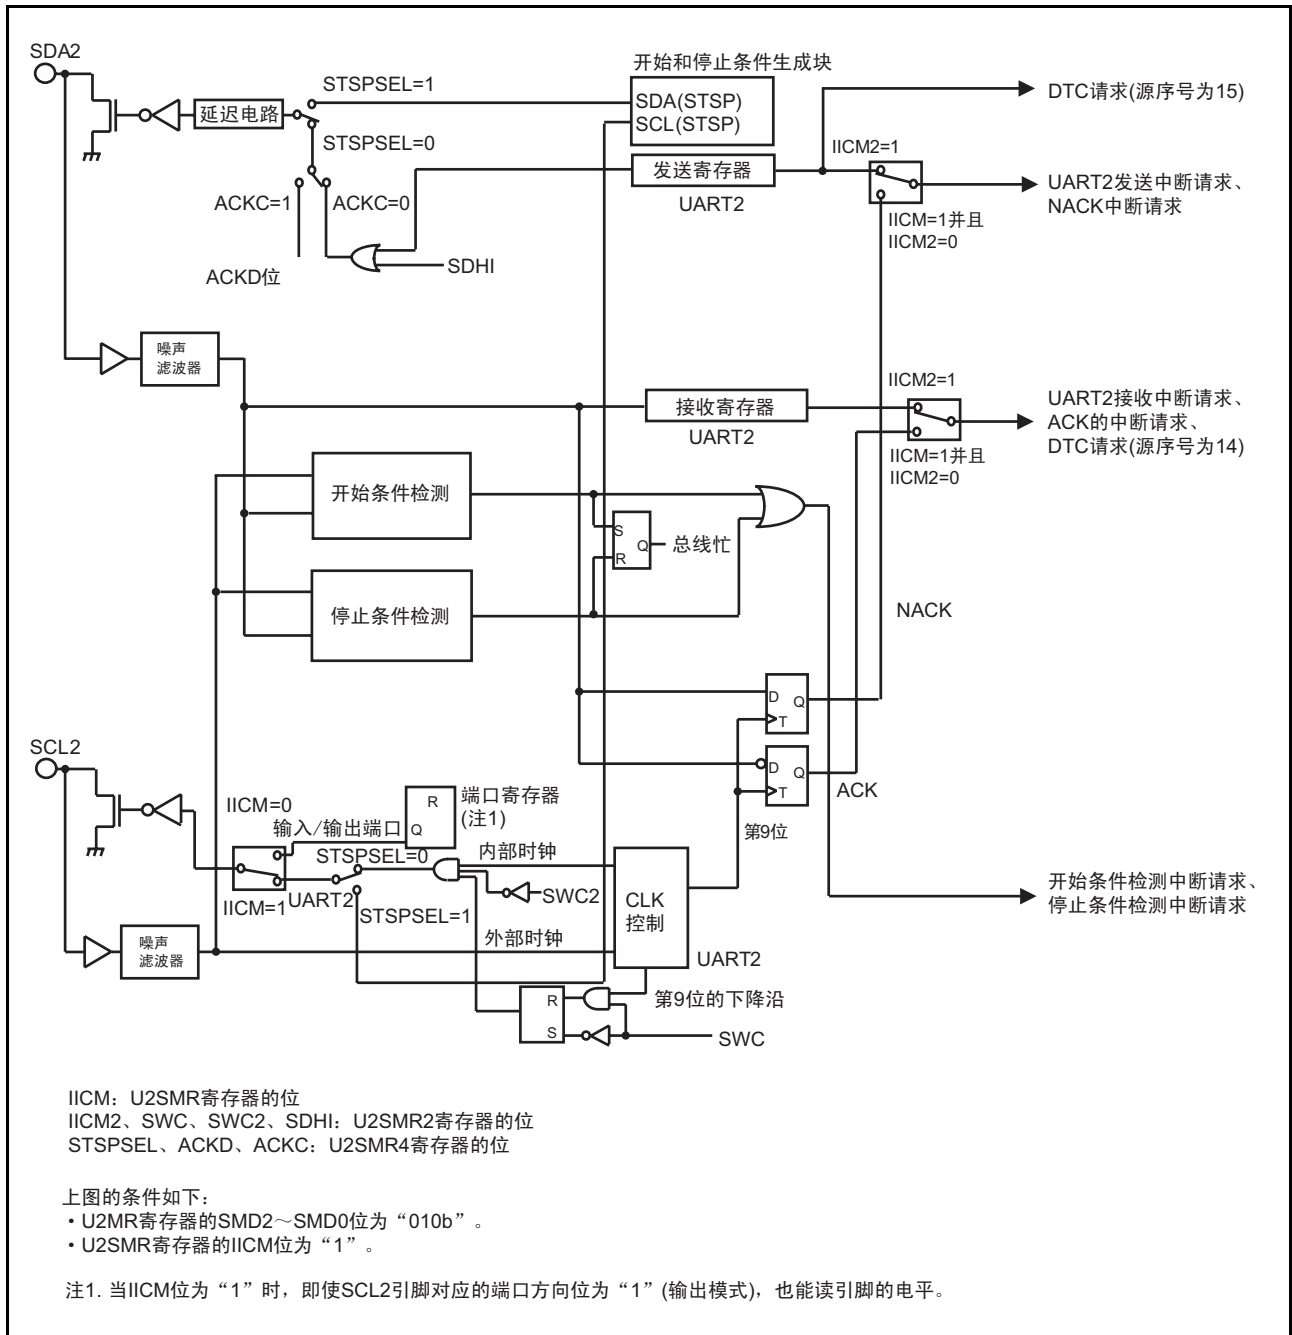 SDA2
开始和停止条件生成块
STSPSEL=1
SDA(STSP)
DTC请求(源序号为15)
延迟电路
SCL(STSP)
STSPSEL=0
IICM2=1
发送寄存器
UART2发送中断请求、
NACK中断请求
ACKC=1
ACKC=0
UART2
IICM=1并且
IICM2=0
SDHI
ACKD位
噪声
滤波器
IICM2=1
接收寄存器
UART2接收中断请求、
ACK的中断请求、
DTC请求(源序号为14)
UART2
IICM=1并且
IICM2=0
开始条件检测
S
Q
总线忙
R
停止条件检测
NACK
D
Q
T
SCL2
D
Q
T
ACK
IICM=0
R
Q
端口寄存器
(注1)
输入/输出端口
第9位
STSPSEL=0
内部时钟
IICM=1
UART2
SWC2
CLK
控制
开始条件检测中断请求、
停止条件检测中断请求
STSPSEL=1
噪声
滤波器
外部时钟
UART2
R
第9位的下降沿
S
SWC
IICM：U2SMR寄存器的位
IICM2、SWC、SWC2、SDHI：U2SMR2寄存器的位
STSPSEL、ACKD、ACKC：U2SMR4寄存器的位
上图的条件如下：
・U2MR寄存器的SMD2～SMD0位为“010b”。
・U2SMR寄存器的IICM位为“1”。
注1. 当IICM位为“1”时，即使SCL2引脚对应的端口方向位为“1”(输出模式)，也能读引脚的电平。